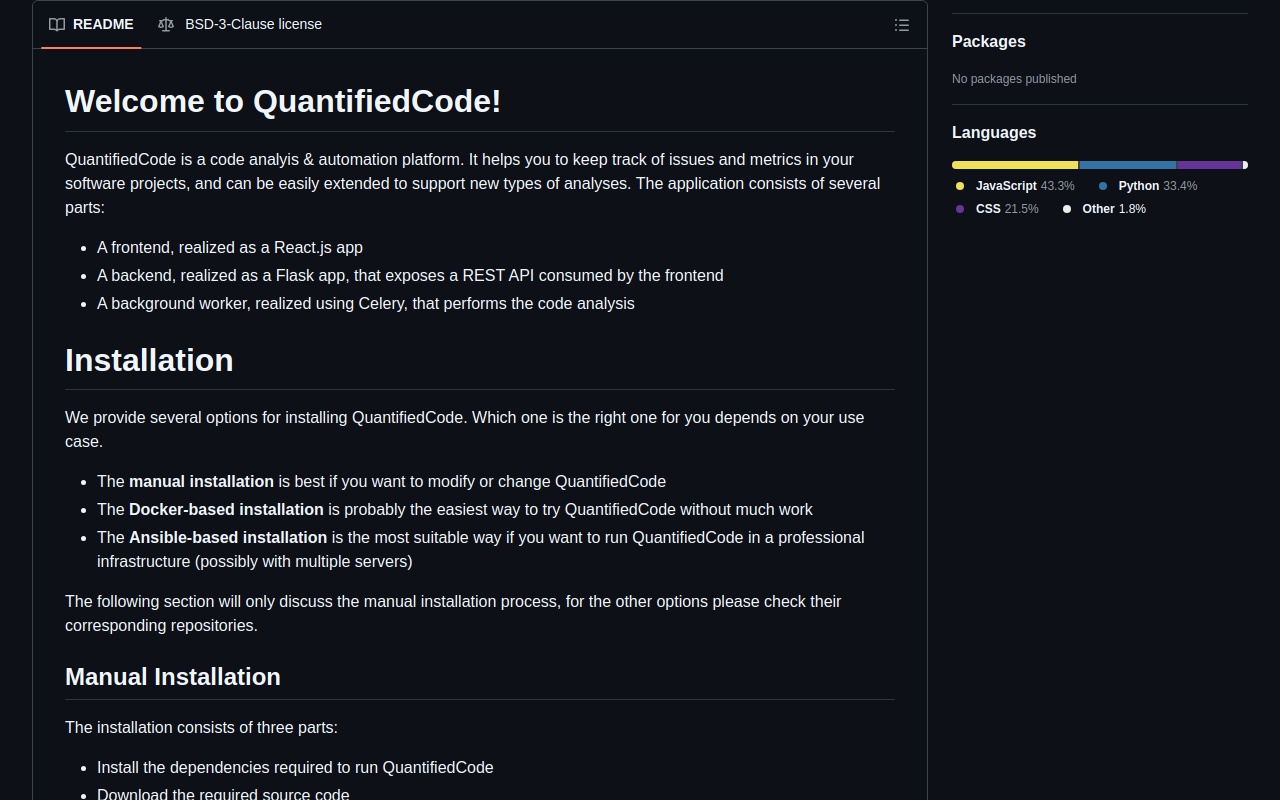 README
BSD-3-Clause license
Welcome to QuantifiedCode!
QuantifiedCode is a code analyis & automation platform. It helps you to keep track of issues and metrics in your
software projects, and can be easily extended to support new types of analyses. The application consists of several
parts:
A frontend, realized as a React.js app
A backend, realized as a Flask app, that exposes a REST API consumed by the frontend
A background worker, realized using Celery, that performs the code analysis
Installation
We provide several options for installing QuantifiedCode. Which one is the right one for you depends on your use
case.
The manual installation is best if you want to modify or change QuantifiedCode
The Docker-based installation is probably the easiest way to try QuantifiedCode without much work
The Ansible-based installation is the most suitable way if you want to run QuantifiedCode in a professional
infrastructure (possibly with multiple servers)
The following section will only discuss the manual installation process, for the other options please check their
corresponding repositories.
Manual Installation
The installation consists of three parts:
Install the dependencies required to run QuantifiedCode
Download the required source code
Packages
No packages published
Languages
JavaScript 43.3% Python 33.4%
CSS 21.5% Other 1.8%